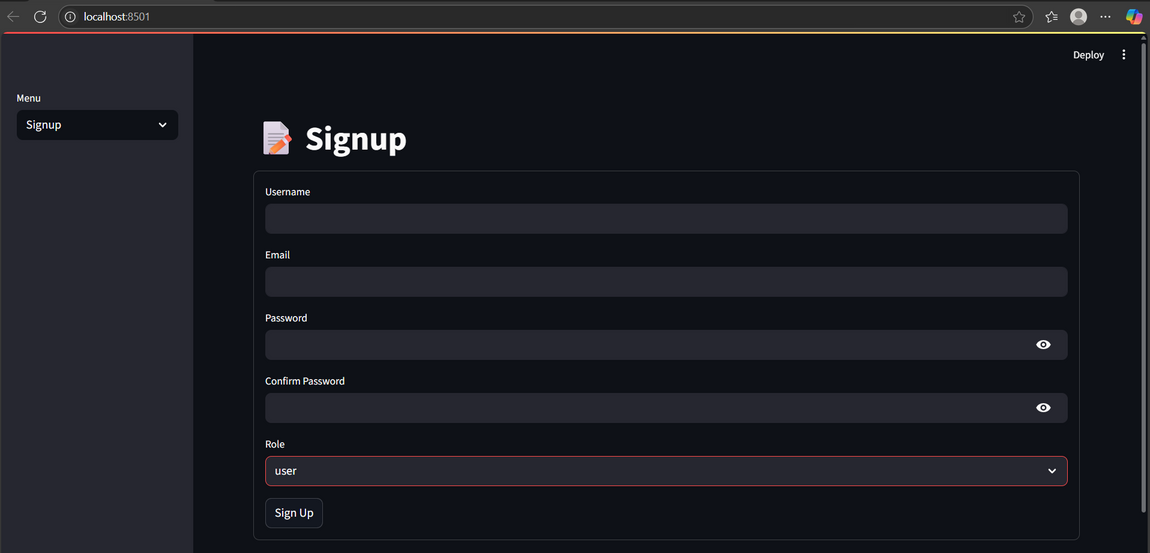 localhost:8501
Deploy
Menu
Signup
Signup
Username
Email
Password
Confirm Password
Role
user
Sign Up